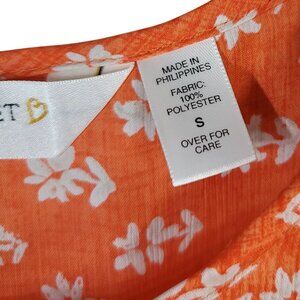 MADE IN
PHILIPPINES
FABRIC:
100%
POLYESTER
S
OVER FOR
CARE